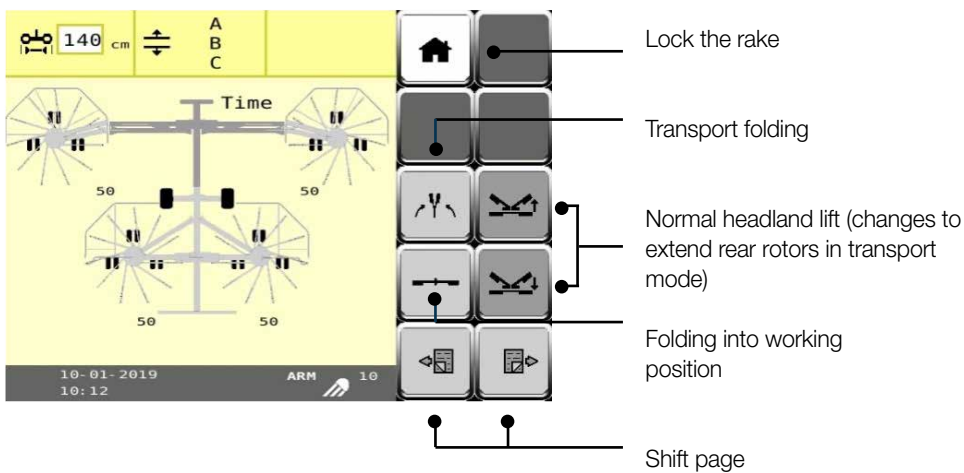 140 cm
A
B
C
Time
50
50
50
50
10-01-2019
10:12
ARM
10
Lock the rake
Transport folding
Normal headland lift (changes to
extend rear rotors in transport
mode)
Folding into working
position
Shift page